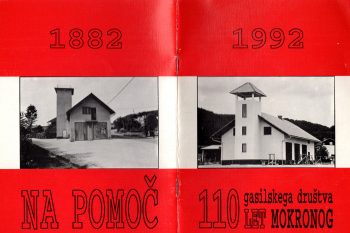 1882
NA POMOČ
1992
110 gasilskega društva
LET MOKRONOG